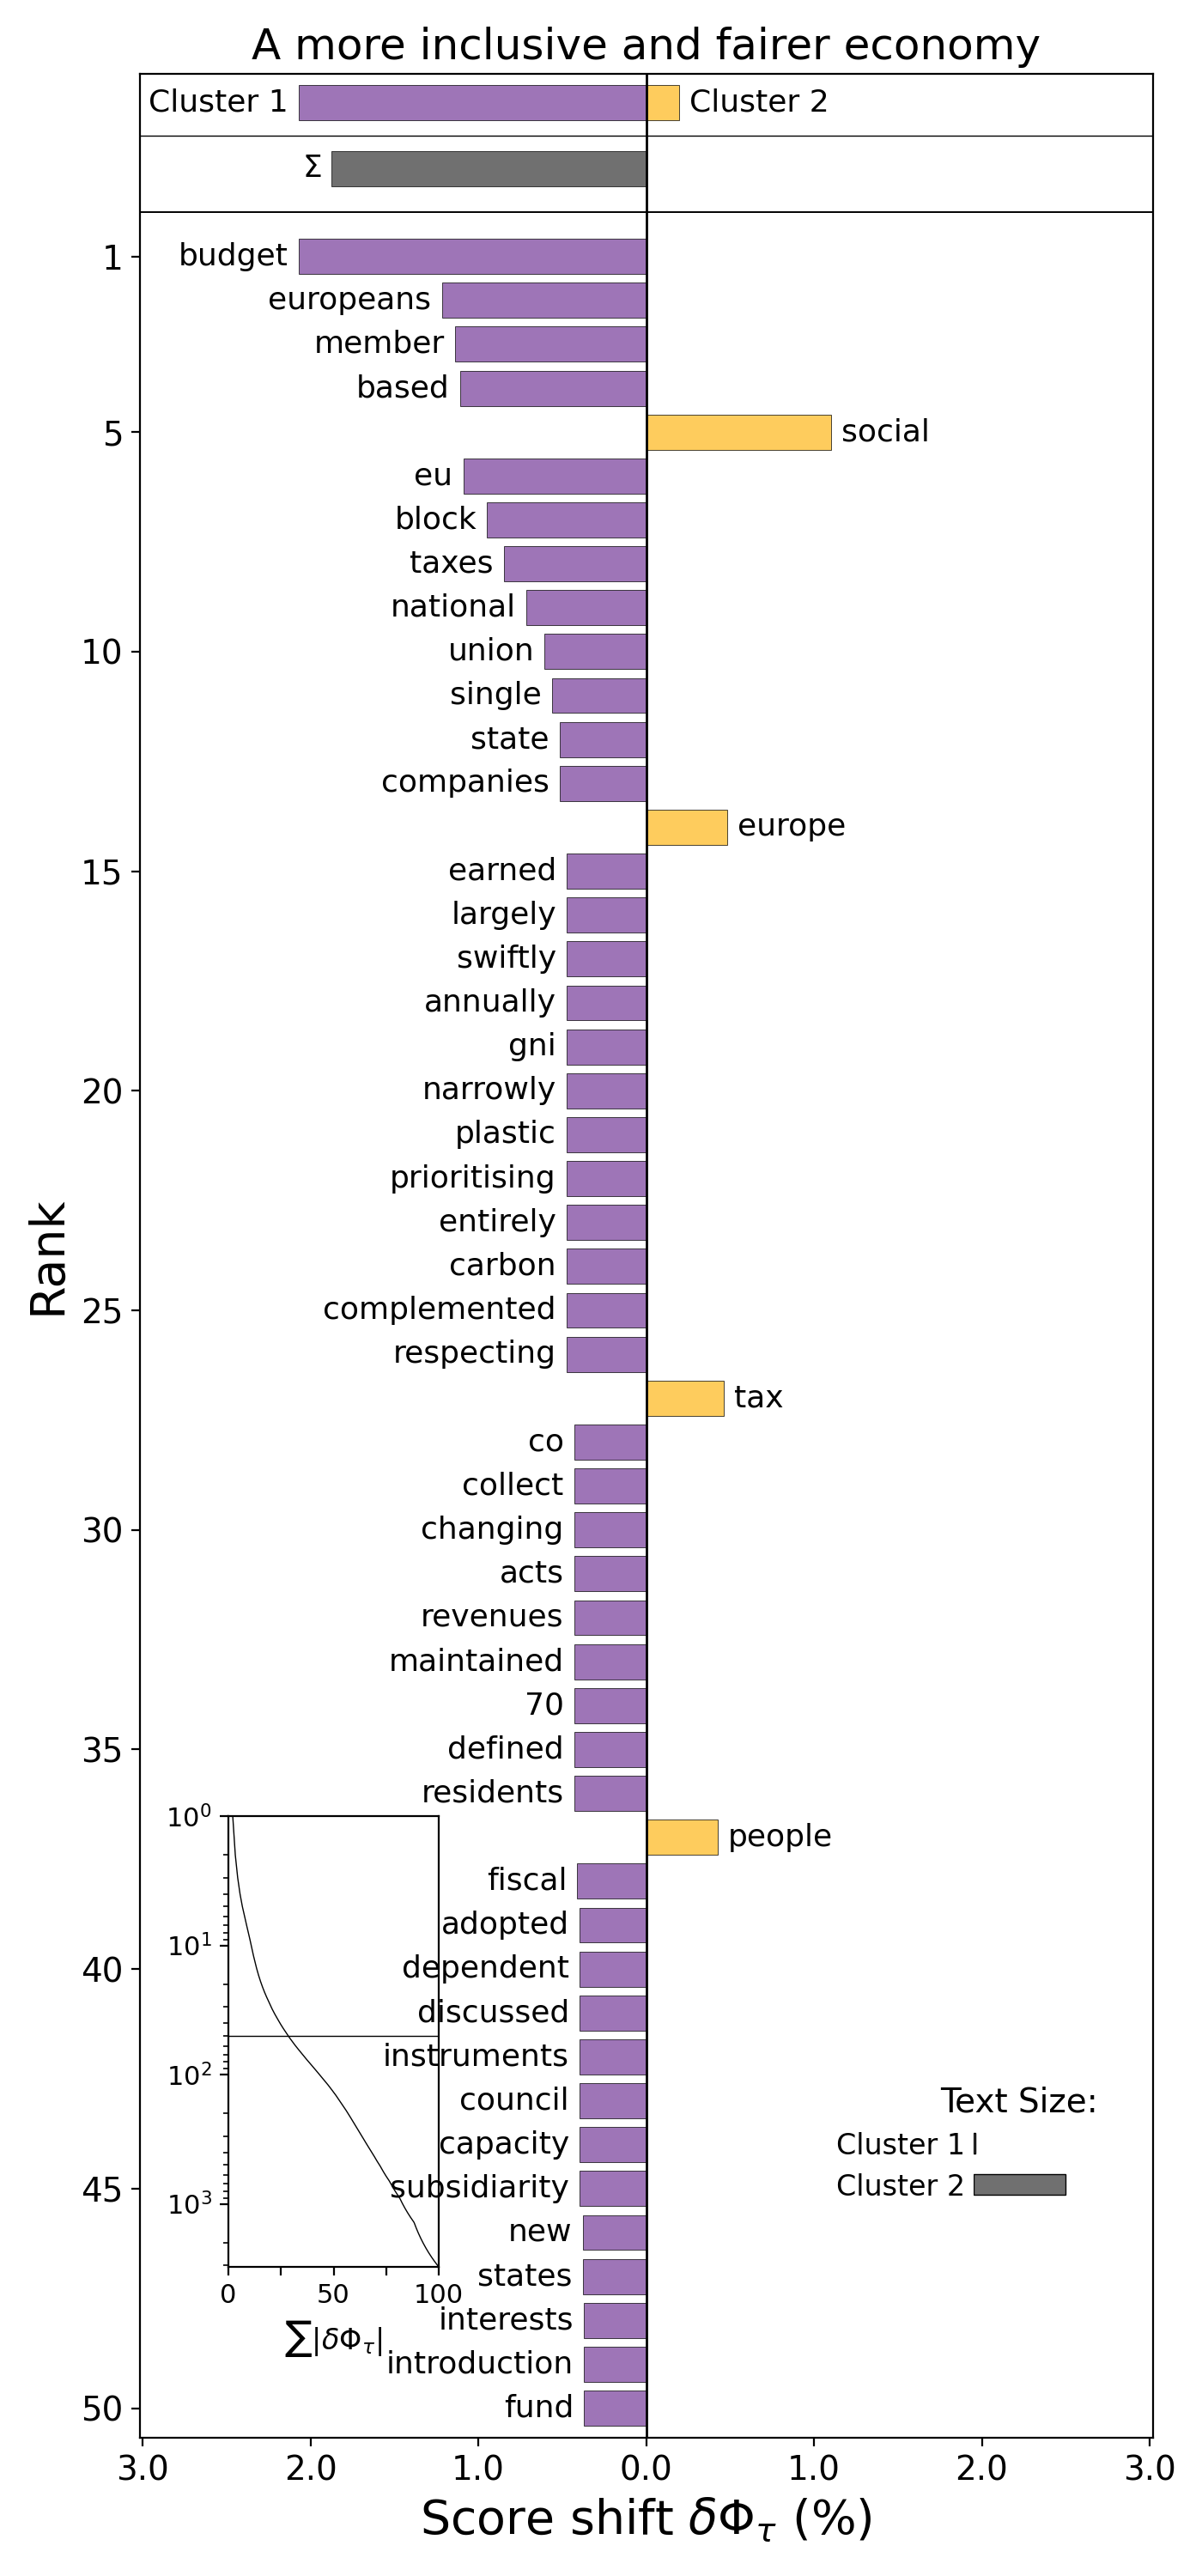 A more inclusive and fairer economy
Cluster 1 Cluster 2
Σ
1 budget
europeans
member
based
5 social
eu
block
taxes
national
10 union
single
state
companies
europe
15 earned
largely
swiftly
annually
gni
20 narrowly
plastic
prioritising
entirely
carbon
25 complemented
respecting
tax
co
collect
30 changing
acts
revenues
maintained
70
35 defined
residents
people
fiscal
adopted
40 dependent
discussed
instruments
council
capacity
45 subsidiarity
new
states
interests
introduction
50 fund
Rank
10⁰
10¹
10²
10³
0 50 100
∑|δΦτ|
Text Size:
Cluster 1
Cluster 2
3.0 2.0 1.0 0.0 1.0 2.0 3.0
Score shift δΦτ (%)